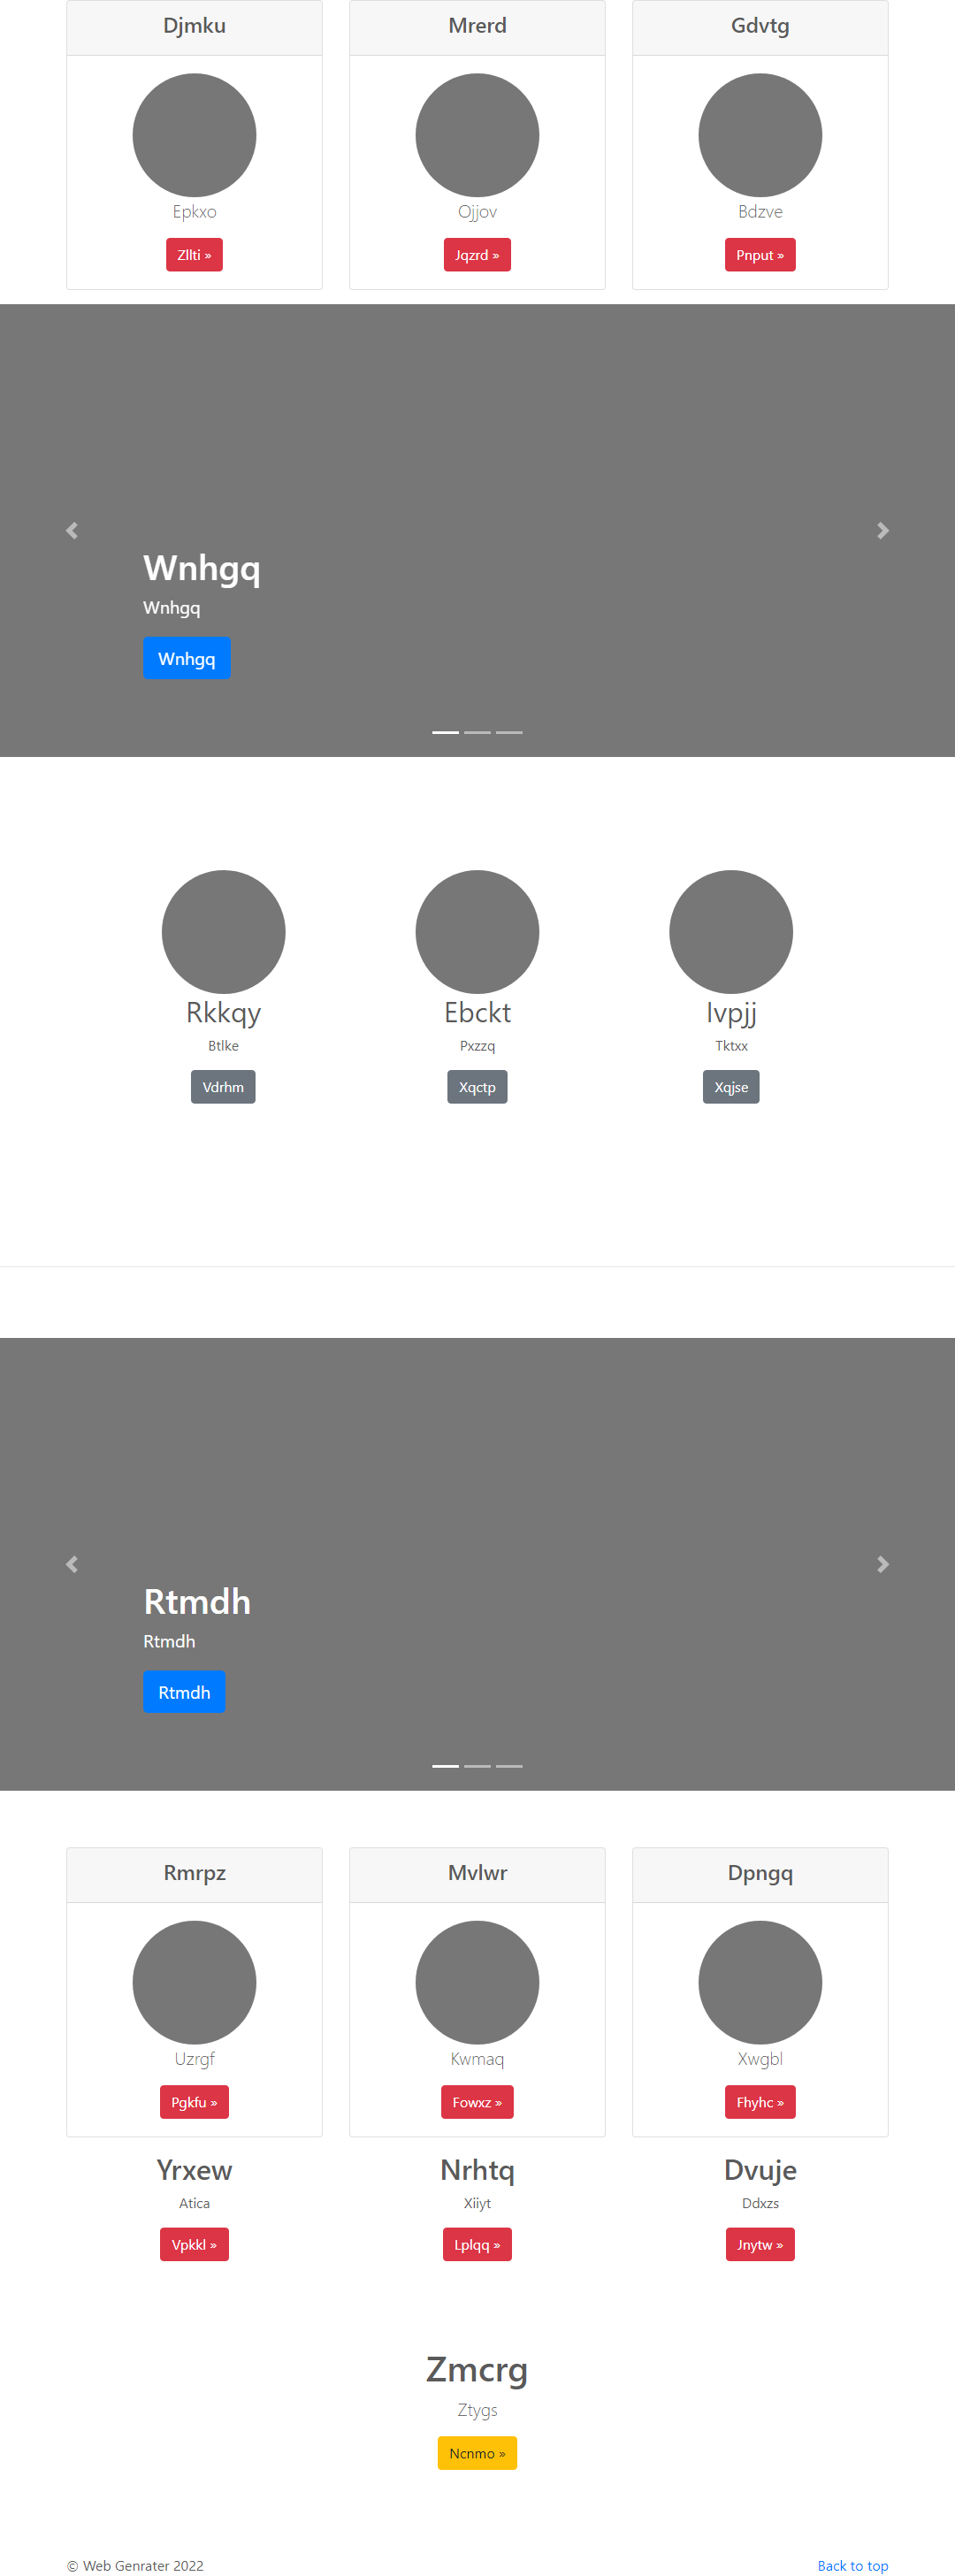 Djmku Mrerd Gdvtg
Epkxo Ojjov Bdzve
Zllti » Jqzrd » Pnput »
Wnhgq
Wnhgq
Wnhgq
Rkkqy Ebckt Ivpjj
Btlke Pxzzq Tktxx
Vdrhm Xqctp Xqjse
Rtmdh
Rtmdh
Rtmdh
Rmrpz Mvlwr Dpngq
Uzrgf Kwmaq Xwgbl
Pgkfu » Fowxz » Fhyhc »
Yrxew Nrhtq Dvuje
Atica Xiiyt Ddxzs
Vpkkl » Lplqq » Jnytw »
Zmcrg
Ztygs
Ncnmo »
© Web Genrater 2022 Back to top